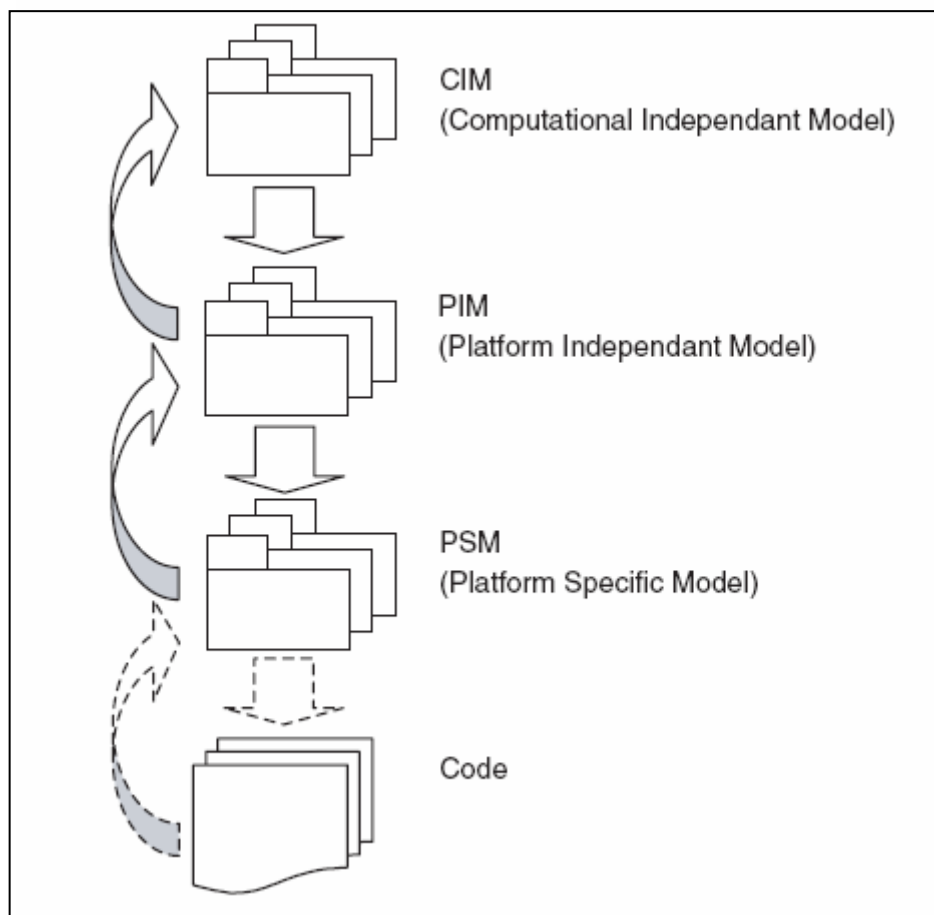 CIM
(Computational Independant Model)
PIM
(Platform Independant Model)
PSM
(Platform Specific Model)
Code